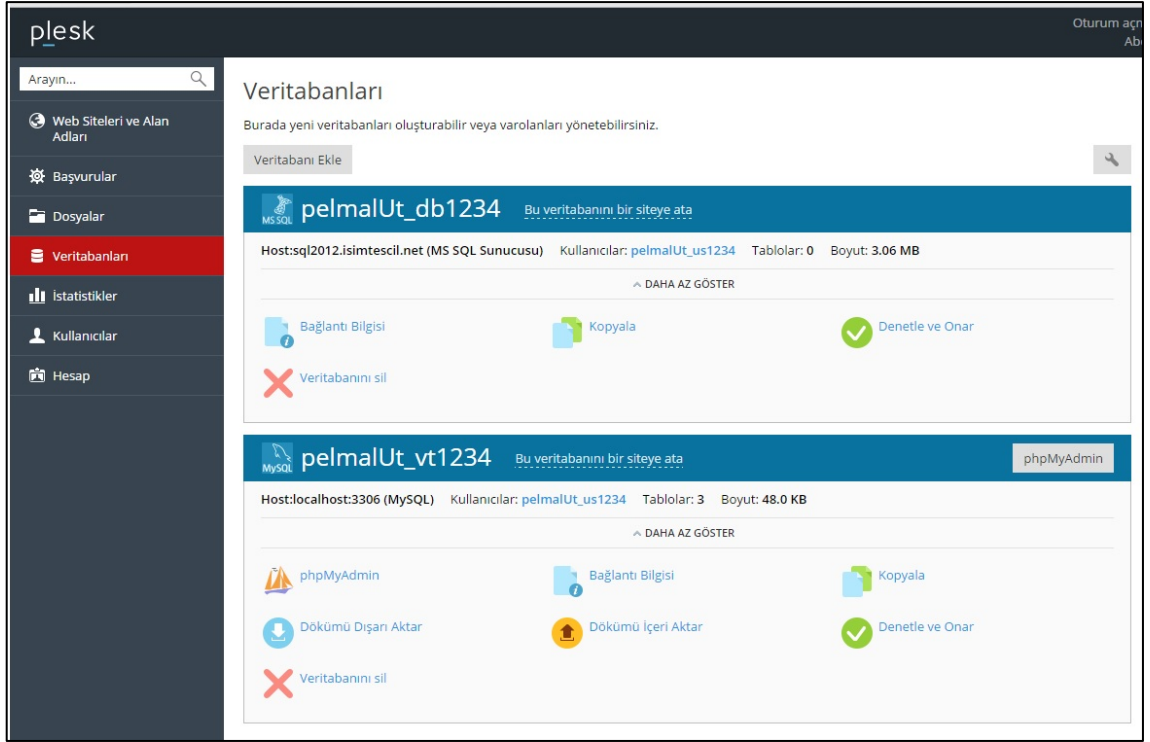 plesk
Oturum açn
Ab
Arayın...
Web Siteleri ve Alan
Adları
Başvurular
Dosyalar
Veritabanları
İstatistikler
Kullanıcılar
Hesap
Veritabanları
Burada yeni veritabanları oluşturabilir veya varolanları yönetebilirsiniz.
Veritabanı Ekle
MS SQL pelmalUt_db1234 Bu veritabanını bir siteye ata
Host:sql2012.isimtescil.net (MS SQL Sunucusu) Kullanıcılar: pelmalUt_us1234 Tablolar: 0 Boyut: 3.06 MB
DAHA AZ GÖSTER
Bağlantı Bilgisi Kopyala Denetle ve Onar
Veritabanını sil
MySQL pelmalUt_vt1234 Bu veritabanını bir siteye ata phpMyAdmin
Host:localhost:3306 (MySQL) Kullanıcılar: pelmalUt_us1234 Tablolar: 3 Boyut: 48.0 KB
DAHA AZ GÖSTER
phpMyAdmin Bağlantı Bilgisi Kopyala
Dökümü Dışarı Aktar Dökümü İçeri Aktar Denetle ve Onar
Veritabanını sil